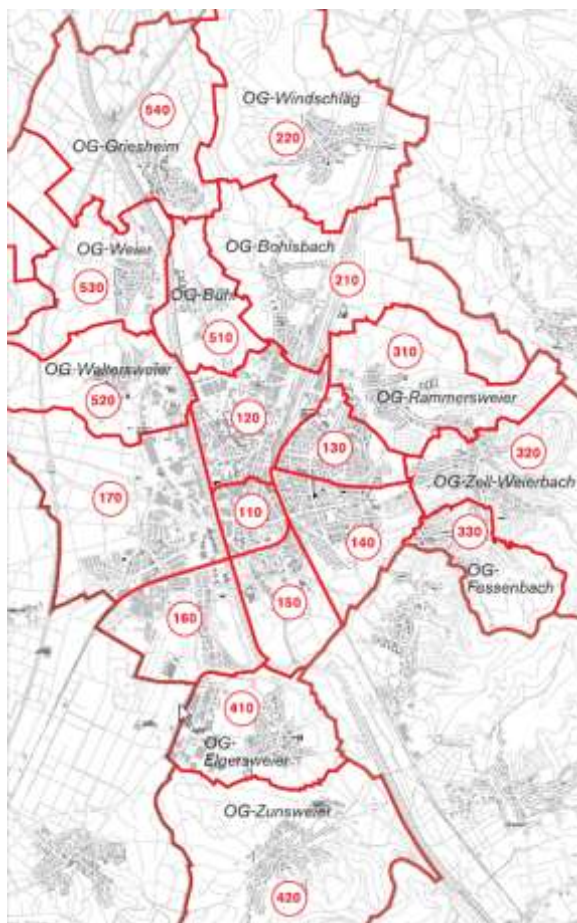 540
OG-Windschläg
220
OG-Griesheim
OG-Weier
OG-Bohlsbach
530
OG-Bühl
210
510
310
OG-Waltersweier
520
OG-Rammersweier
120
130
320
OG-Zell-Weierbach
170
110
330
140
OG-
Fessenbach
150
160
410
OG-
Elgersweier
OG-Zunsweier
420